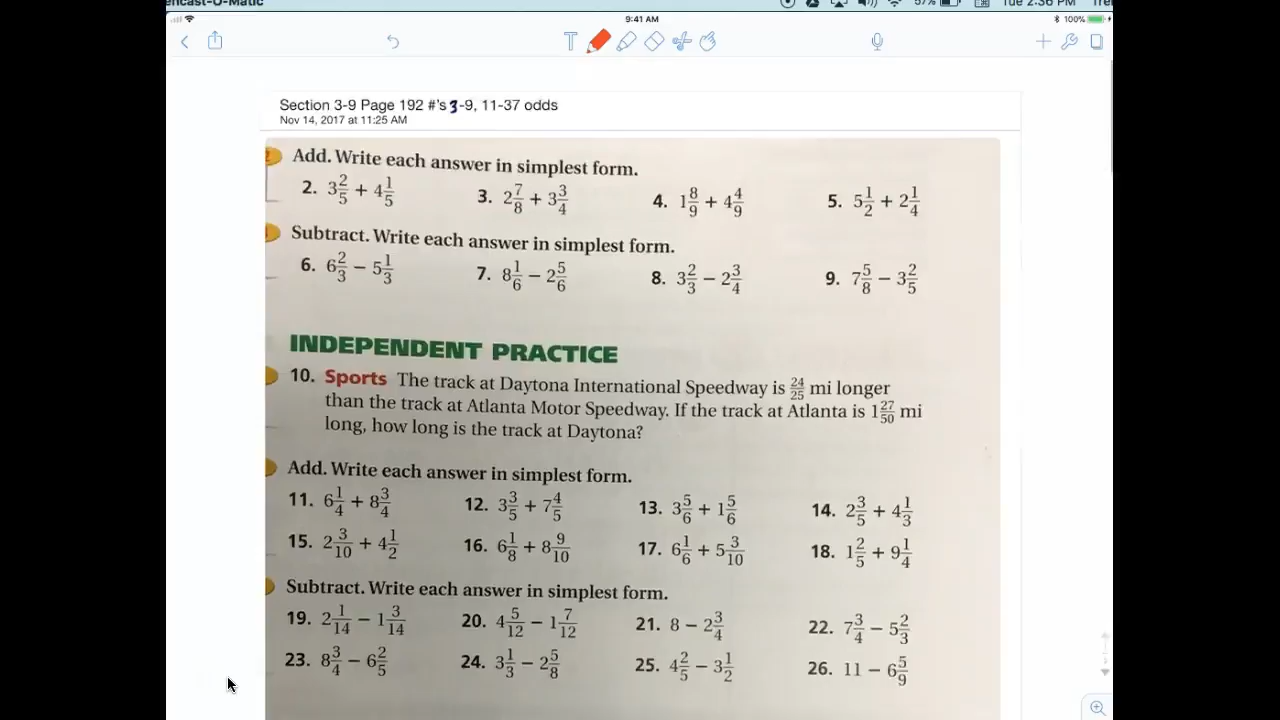 encast-O-Matic 57% Tue 2:36 PM
9:41 AM 100%
Section 3-9 Page 192 #'s 3-9, 11-37 odds
Nov 14, 2017 at 11:25 AM
Add. Write each answer in simplest form.
2. 3 2/5 + 4 1/5 3. 2 7/8 + 3 3/4 4. 1 8/9 + 4 4/9 5. 5 1/2 + 2 1/4
Subtract. Write each answer in simplest form.
6. 6 2/3 − 5 1/3 7. 8 1/6 − 2 5/6 8. 3 2/3 − 2 3/4 9. 7 5/8 − 3 2/5
INDEPENDENT PRACTICE
10. Sports The track at Daytona International Speedway is 24/25 mi longer
than the track at Atlanta Motor Speedway. If the track at Atlanta is 1 27/50 mi
long, how long is the track at Daytona?
Add. Write each answer in simplest form.
11. 6 1/4 + 8 3/4 12. 3 3/5 + 7 4/5 13. 3 5/6 + 1 5/6 14. 2 3/5 + 4 1/3
15. 2 3/10 + 4 1/2 16. 6 1/8 + 8 9/10 17. 6 1/6 + 5 3/10 18. 1 2/5 + 9 1/4
Subtract. Write each answer in simplest form.
19. 2 1/14 − 1 3/14 20. 4 5/12 − 1 7/12 21. 8 − 2 3/4 22. 7 3/4 − 5 2/3
23. 8 3/4 − 6 2/5 24. 3 1/3 − 2 5/8 25. 4 2/5 − 3 1/2 26. 11 − 6 5/9